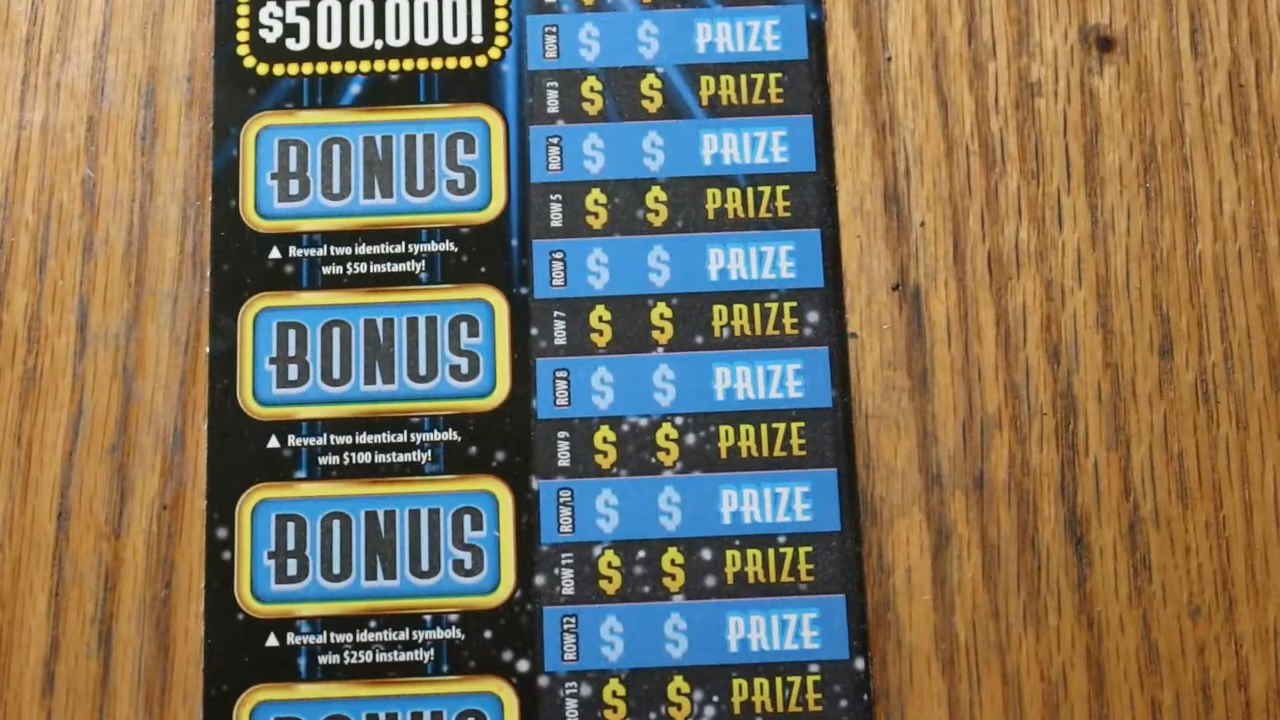 $500,000!
BONUS
▲ Reveal two identical symbols,
win $50 instantly!
BONUS
▲ Reveal two identical symbols,
win $100 instantly!
BONUS
▲ Reveal two identical symbols,
win $250 instantly!
BONUS
ROW 2 $ $ PRIZE
ROW 3 $ $ PRIZE
ROW 4 $ $ PRIZE
ROW 5 $ $ PRIZE
ROW 6 $ $ PRIZE
ROW 7 $ $ PRIZE
ROW 8 $ $ PRIZE
ROW 9 $ $ PRIZE
ROW 10 $ $ PRIZE
ROW 11 $ $ PRIZE
ROW 12 $ $ PRIZE
ROW 13 $ $ PRIZE